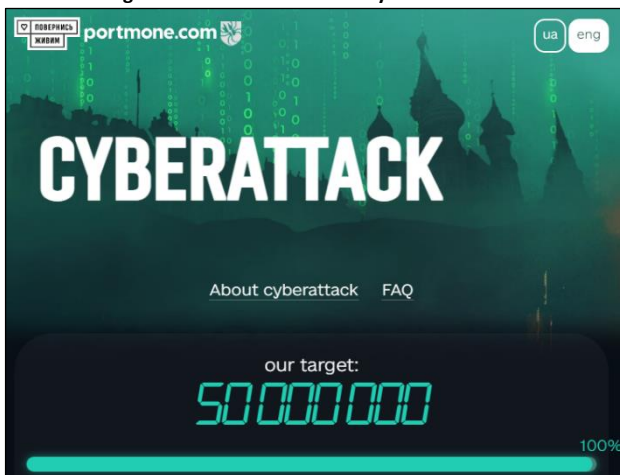 ПОВЕРНИСЬ
ЖИВИМ
portmone.com
ua
eng
CYBERATTACK
About cyberattack
FAQ
our target:
50 000 000
100%